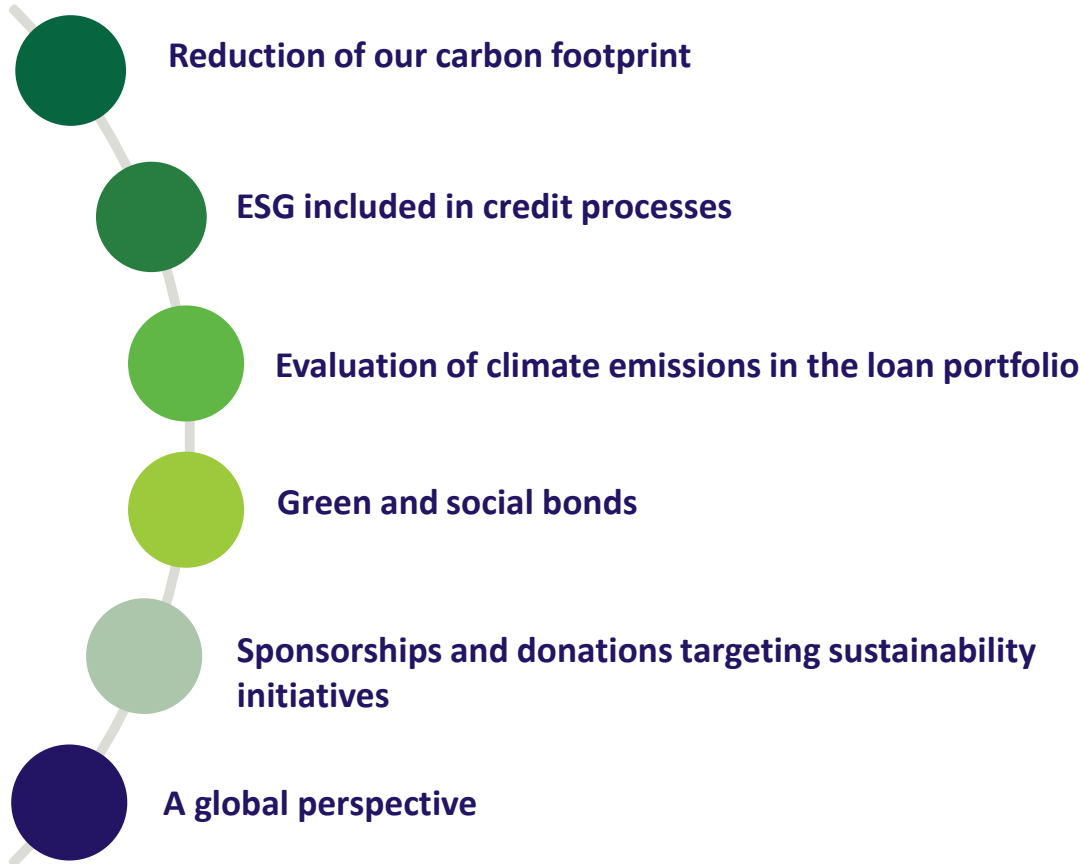 Reduction of our carbon footprint
ESG included in credit processes
Evaluation of climate emissions in the loan portfolio
Green and social bonds
Sponsorships and donations targeting sustainability
initiatives
A global perspective